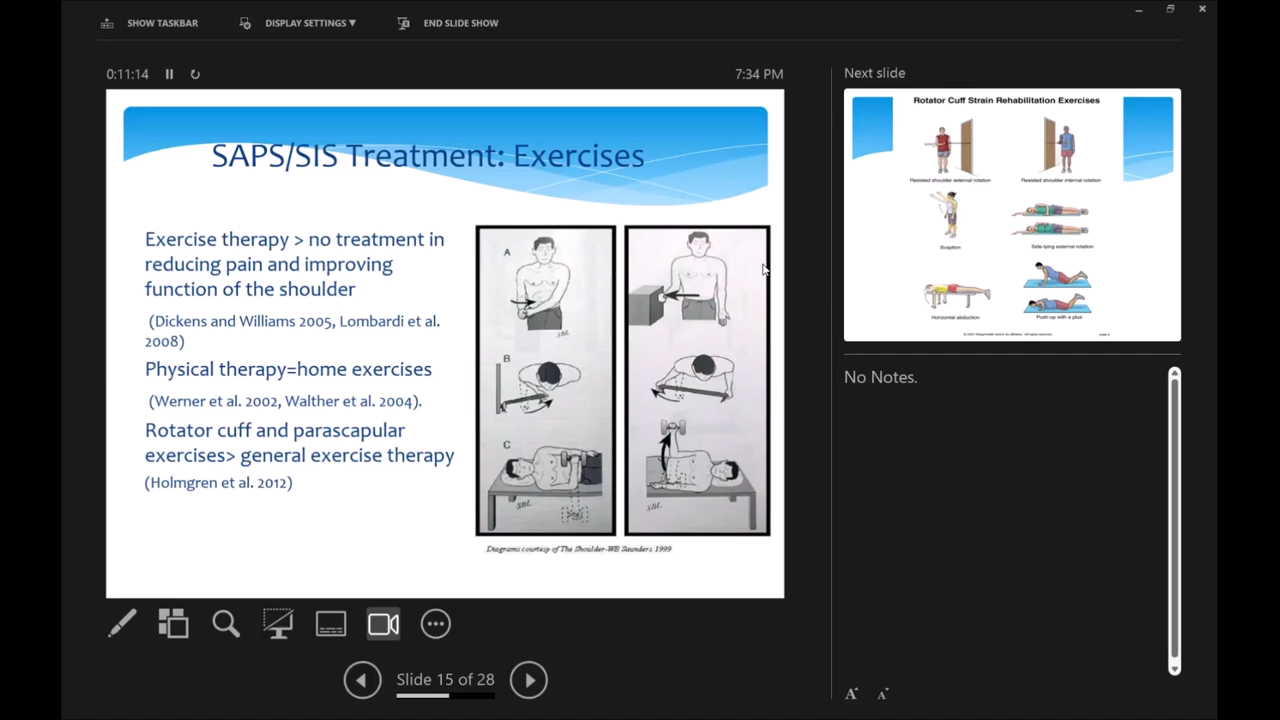 SHOW TASKBAR
DISPLAY SETTINGS ▼
END SLIDE SHOW
0:11:14
7:34 PM
SAPS/SIS Treatment: Exercises
Exercise therapy > no treatment in
reducing pain and improving
function of the shoulder
(Dickens and Williams 2005, Lombardi et al.
2008)
Physical therapy=home exercises
(Werner et al. 2002, Walther et al. 2004).
Rotator cuff and parascapular
exercises> general exercise therapy
(Holmgren et al. 2012)
A
SBL
B
C
SBL
SBL
Diagrams courtesy of The Shoulder-WB Saunders 1999
Slide 15 of 28
Next slide
Rotator Cuff Strain Rehabilitation Exercises
Resisted shoulder external rotation
Resisted shoulder internal rotation
Scaption
Side-lying external rotation
Horizontal abduction
Push-up with a plus
No Notes.
A
A